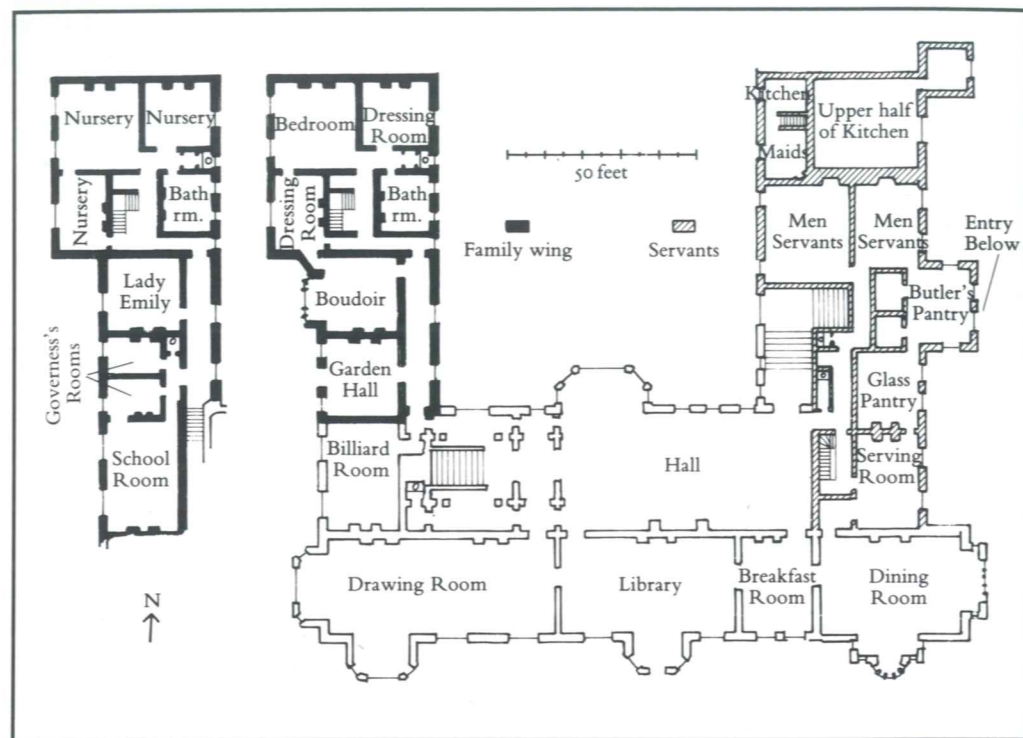 Nursery
Nursery
Nursery
Bath
rm.
Lady
Emily
Governess's
Rooms
School
Room
N
Bedroom
Dressing
Room
Dressing
Room
Bath
rm.
Boudoir
Garden
Hall
Billiard
Room
50 feet
Family wing
Servants
Kitchen
Maids
Upper half
of Kitchen
Men
Servants
Men
Servants
Entry
Below
Butler's
Pantry
Glass
Pantry
Serving
Room
Hall
Drawing Room
Library
Breakfast
Room
Dining
Room